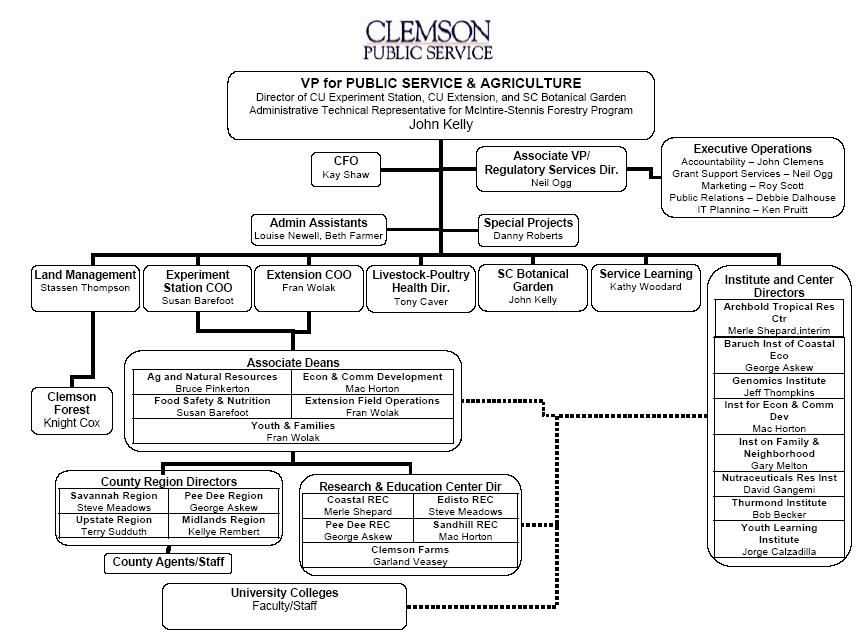 CLEMSON
PUBLIC SERVICE
VP for PUBLIC SERVICE & AGRICULTURE
Director of CU Experiment Station, CU Extension, and SC Botanical Garden
Administrative Technical Representative for McIntire-Stennis Forestry Program
John Kelly
CFO
Kay Shaw
Associate VP/
Regulatory Services Dir.
Neil Ogg
Executive Operations
Accountability – John Clemens
Grant Support Services – Neil Ogg
Marketing – Roy Scott
Public Relations – Debbie Dalhouse
IT Planning – Ken Pruitt
Admin Assistants
Louise Newell, Beth Farmer
Special Projects
Danny Roberts
Land Management
Stassen Thompson
Experiment
Station COO
Susan Barefoot
Extension COO
Fran Wolak
Livestock-Poultry
Health Dir.
Tony Caver
SC Botanical
Garden
John Kelly
Service Learning
Kathy Woodard
Institute and Center
Directors
Archbold Tropical Res
Ctr
Merle Shepard,interim
Baruch Inst of Coastal
Eco
George Askew
Genomics Institute
Jeff Thompkins
Inst for Econ & Comm
Dev
Mac Horton
Inst on Family &
Neighborhood
Gary Melton
Nutraceuticals Res Inst
David Gangemi
Thurmond Institute
Bob Becker
Youth Learning
Institute
Jorge Calzadilla
Clemson
Forest
Knight Cox
Associate Deans
Ag and Natural Resources
Bruce Pinkerton
Econ & Comm Development
Mac Horton
Food Safety & Nutrition
Susan Barefoot
Extension Field Operations
Fran Wolak
Youth & Families
Fran Wolak
County Region Directors
Savannah Region
Steve Meadows
Pee Dee Region
George Askew
Upstate Region
Terry Sudduth
Midlands Region
Kellye Rembert
County Agents/Staff
Research & Education Center Dir
Coastal REC
Merle Shepard
Edisto REC
Steve Meadows
Pee Dee REC
George Askew
Sandhill REC
Mac Horton
Clemson Farms
Garland Veasey
University Colleges
Faculty/Staff